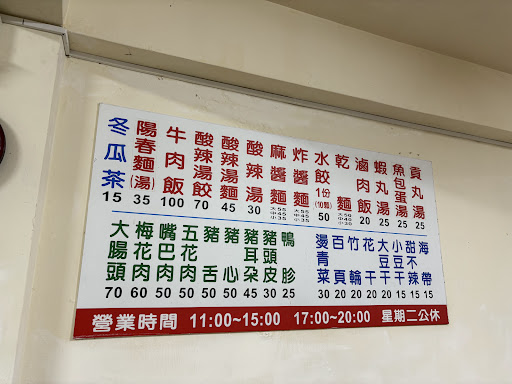 貢丸湯 25
魚包蛋湯 25
蝦丸湯 25
滷肉飯 20
乾麵
水餃 1份(10顆) 50
炸醬麵
麻醬麵
酸辣湯 30
酸辣湯麵 45
酸辣湯餃 70
牛肉飯 100
陽春麵(湯) 35
冬瓜茶 15
海帶 15
甜不辣 15
小豆干 15
大豆干 20
花干 20
竹輪 20
百頁 20
燙青菜 30
鴨胗 25
豬頭皮 30
豬耳朵 45
豬心 50
豬舌 50
五花肉 50
嘴巴肉 50
梅花肉 60
大腸頭 70
營業時間 11:00~15:00 17:00~20:00 星期二公休